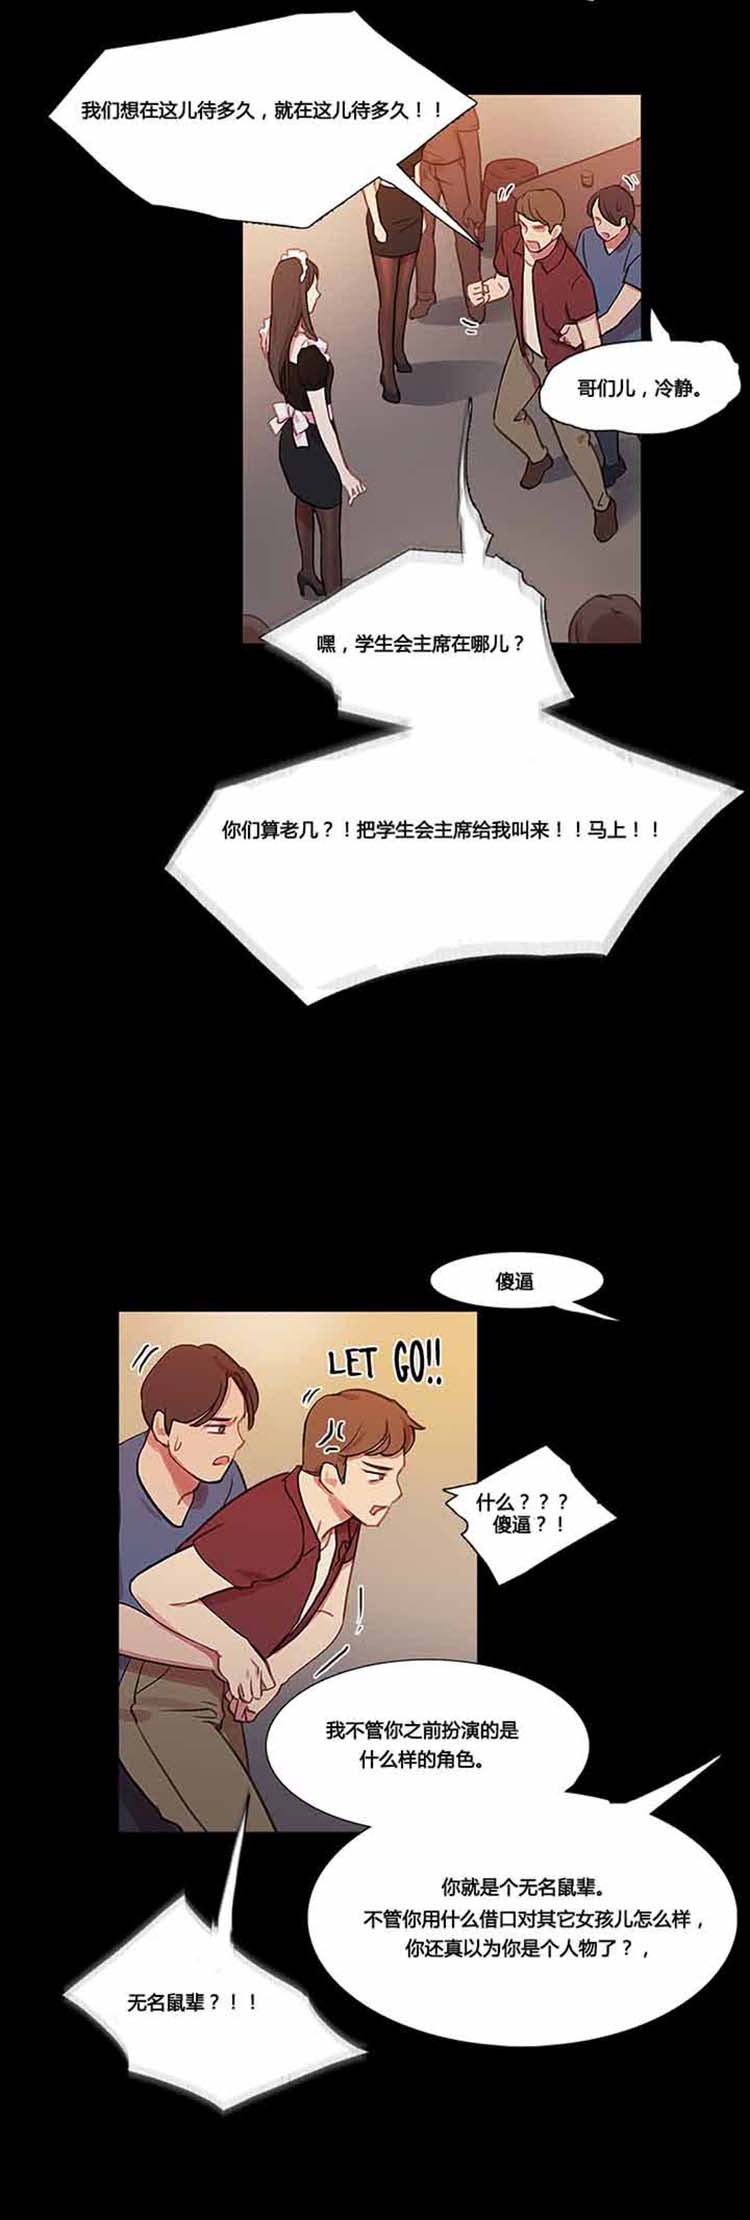 我们想在这儿待多久，就在这儿待多久！！
哥们儿，冷静。
嘿，学生会主席在哪儿？
你们算老几？！把学生会主席给我叫来！！马上！！
傻逼
LET GO!!
什么？？？
傻逼？！
我不管你之前扮演的是
什么样的角色。
你就是个无名鼠辈。
不管你用什么借口对其它女孩儿怎么样，
你还真以为你是个人物了？，
无名鼠辈？！！